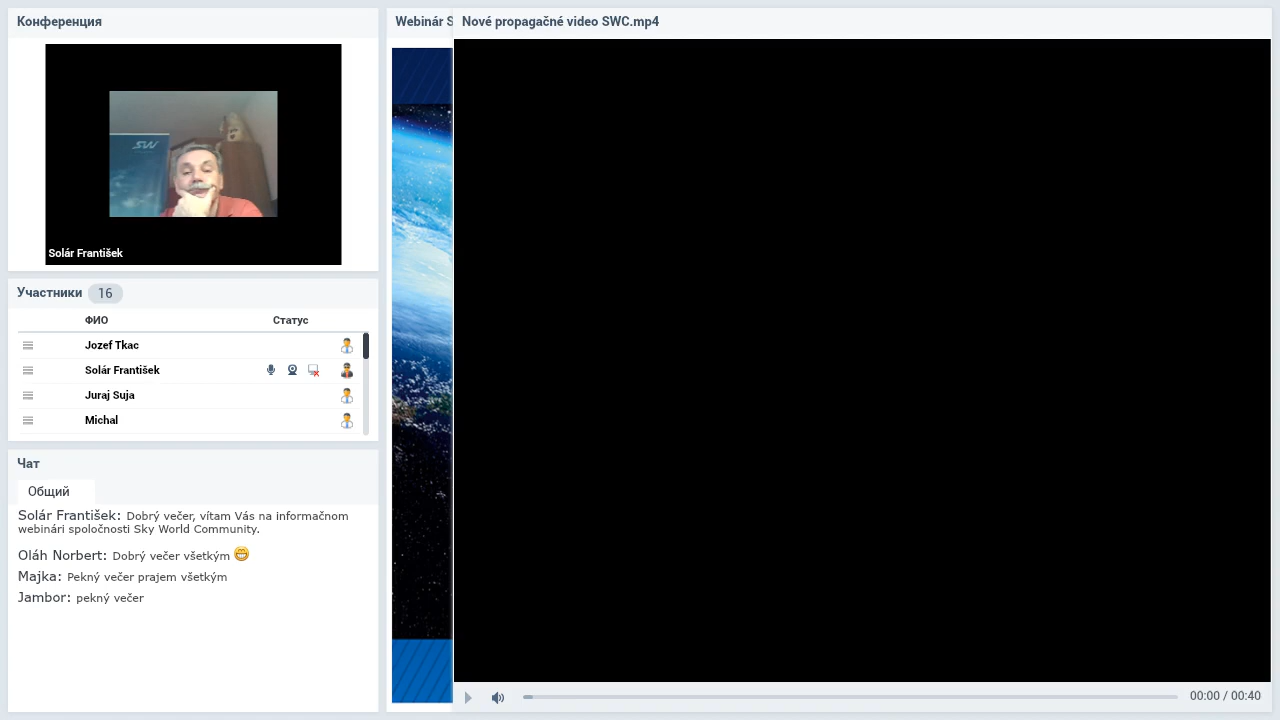 Конференция
SW
Solár František
Участники 16
ФИО Статус
Jozef Tkac
Solár František
Juraj Suja
Michal
Чат
Общий
Solár František: Dobrý večer, vítam Vás na informačnom
webinári spoločnosti Sky World Community.
Oláh Norbert: Dobrý večer všetkým
Majka: Pekný večer prajem všetkým
Jambor: pekný večer
Webinár S
Nové propagačné video SWC.mp4
00:00 / 00:40